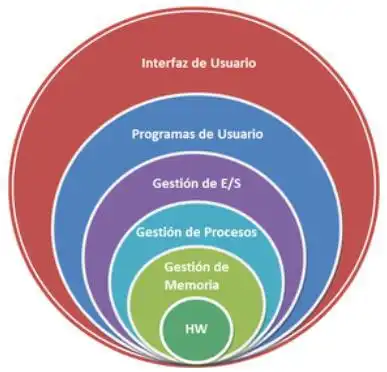 Interfaz de Usuario
Programas de Usuario
Gestión de E/S
Gestión de Procesos
Gestión de
Memoria
HW